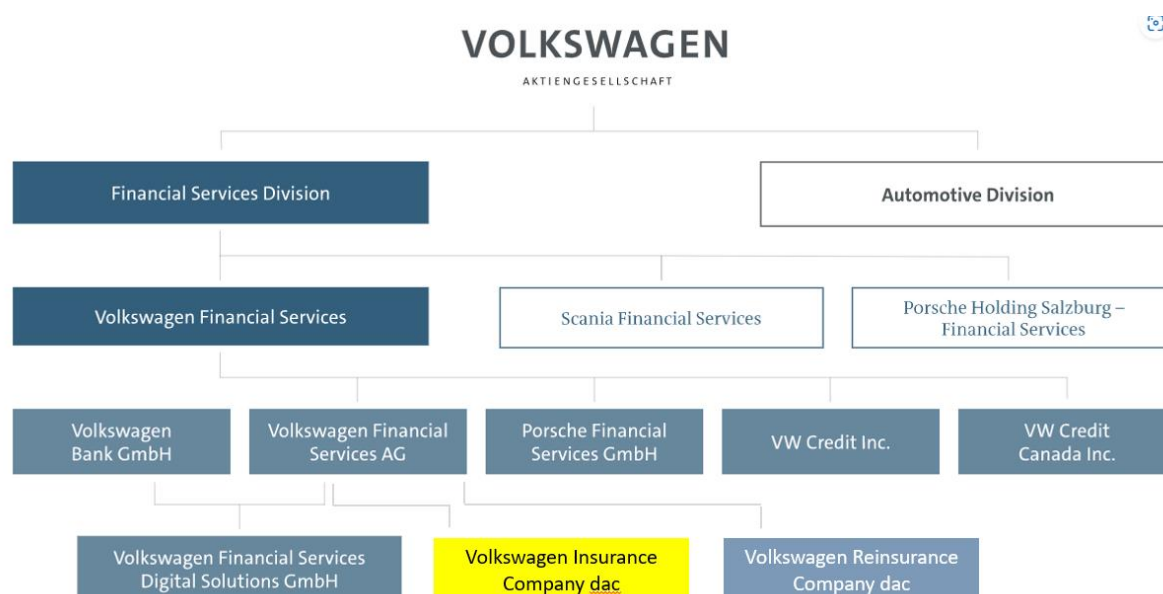 VOLKSWAGEN
AKTIENGESELLSCHAFT
Financial Services Division
Automotive Division
Volkswagen Financial Services
Scania Financial Services
Porsche Holding Salzburg –
Financial Services
Volkswagen
Bank GmbH
Volkswagen Financial
Services AG
Porsche Financial
Services GmbH
VW Credit Inc.
VW Credit
Canada Inc.
Volkswagen Financial Services
Digital Solutions GmbH
Volkswagen Insurance
Company dac
Volkswagen Reinsurance
Company dac